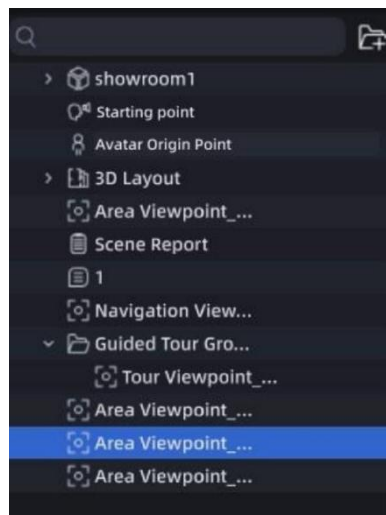 showroom1
Starting point
Avatar Origin Point
3D Layout
Area Viewpoint_...
Scene Report
1
Navigation View...
Guided Tour Gro...
Tour Viewpoint_...
Area Viewpoint_...
Area Viewpoint_...
Area Viewpoint_...